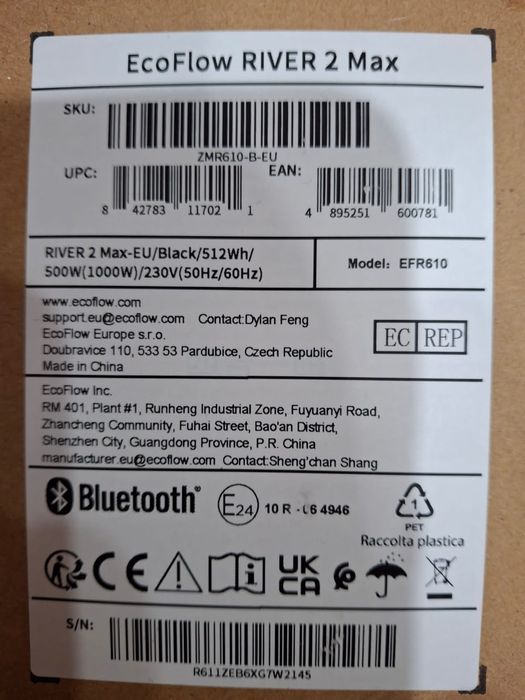 EcoFlow RIVER 2 Max
SKU:
ZMR610-B-EU
UPC:
8 42783 11702 1
EAN:
4 895251 600781
RIVER 2 Max-EU/Black/512Wh/
500W(1000W)/230V(50Hz/60Hz)
Model: EFR610
www.ecoflow.com
support.eu@ecoflow.com Contact:Dylan Feng
EcoFlow Europe s.r.o.
Doubravice 110, 533 53 Pardubice, Czech Republic
Made in China
EC REP
EcoFlow Inc.
RM 401, Plant #1, Runheng Industrial Zone, Fuyuanyi Road,
Zhancheng Community, Fuhai Street, Bao'an District,
Shenzhen City, Guangdong Province, P.R. China
manufacturer.eu@ecoflow.com Contact:Sheng'chan Shang
Bluetooth®
E24
10 R - 06 4946
1
PET
Raccolta plastica
CE
i
UK
CA
S/N:
R611ZEB6XG7W2145